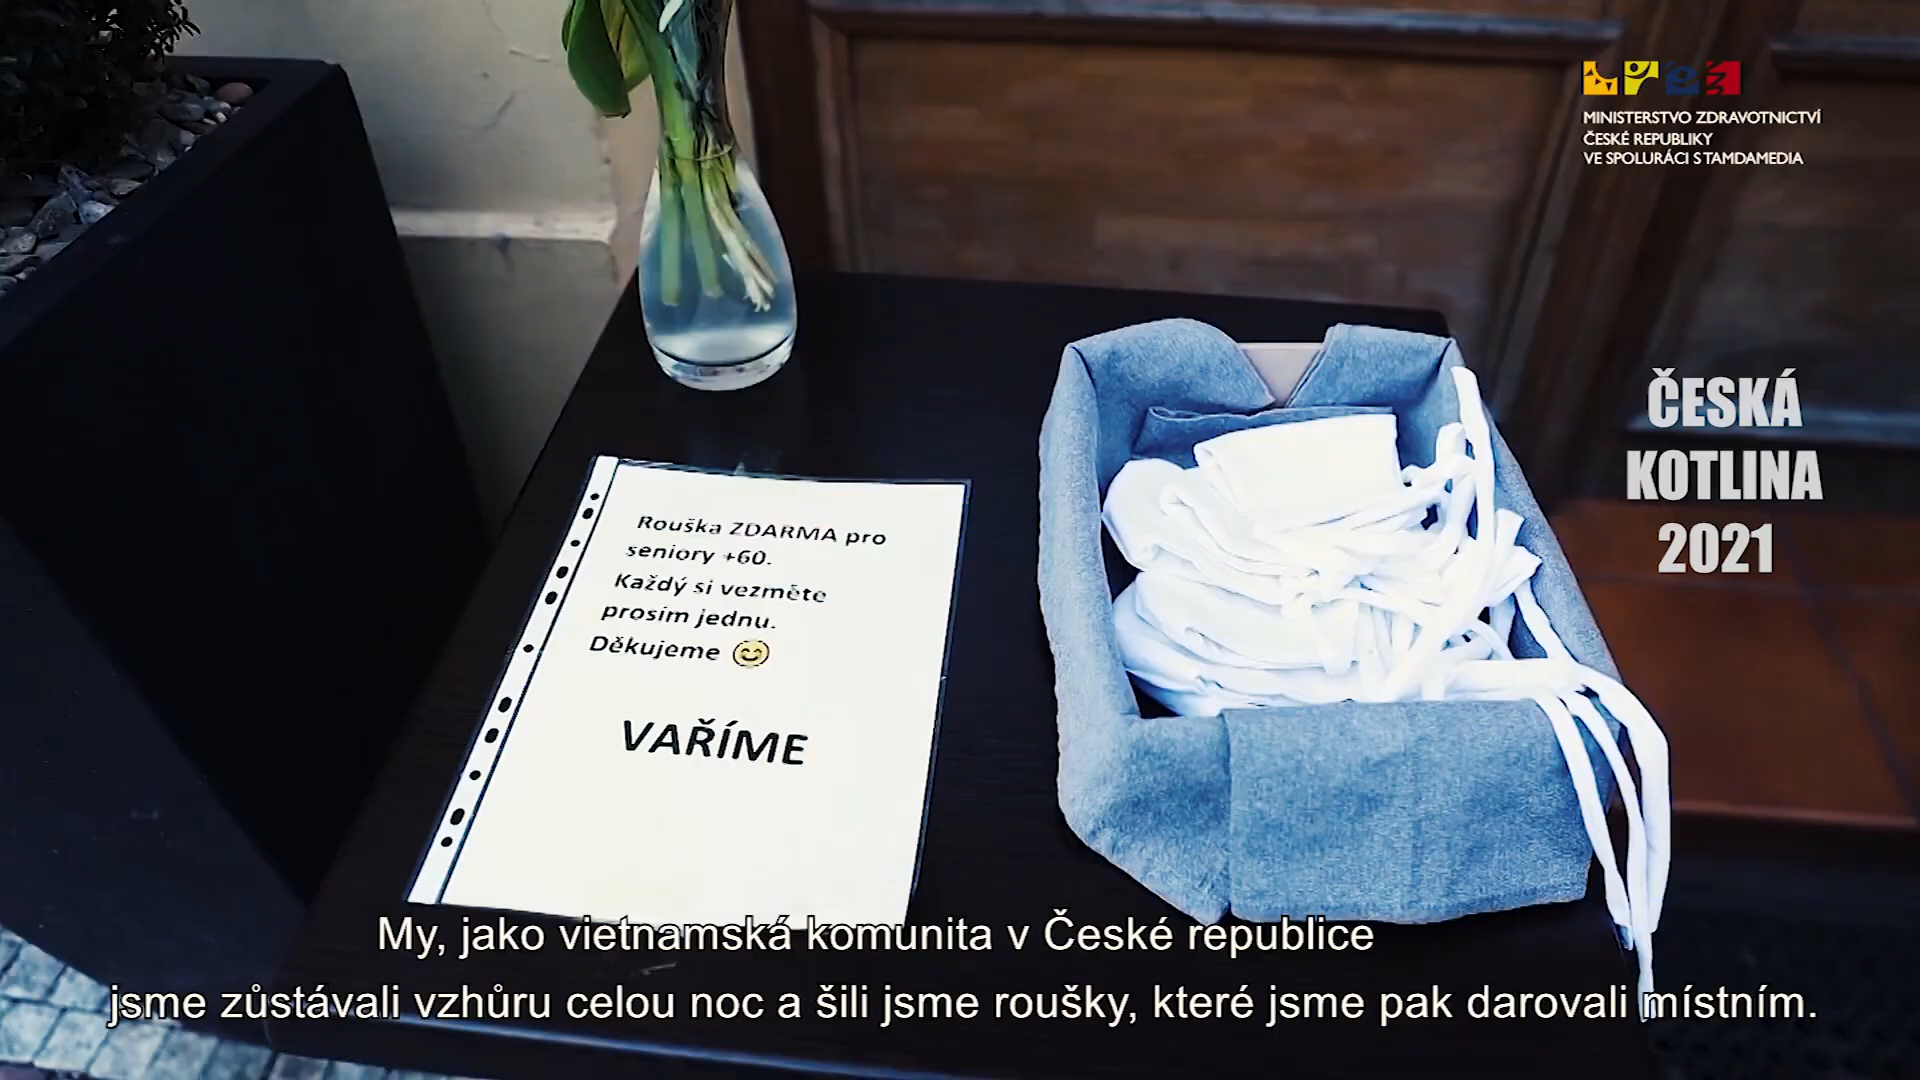 MINISTERSTVO ZDRAVOTNICTVÍ
ČESKÉ REPUBLIKY
VE SPOLURÁCI S TAMDAMEDIA
ČESKÁ
KOTLINA
2021
Rouška ZDARMA pro
seniory +60.
Každý si vezměte
prosím jednu.
Děkujeme 😊
VAŘÍME
My, jako vietnamská komunita v České republice
jsme zůstávali vzhůru celou noc a šili jsme roušky, které jsme pak darovali místním.